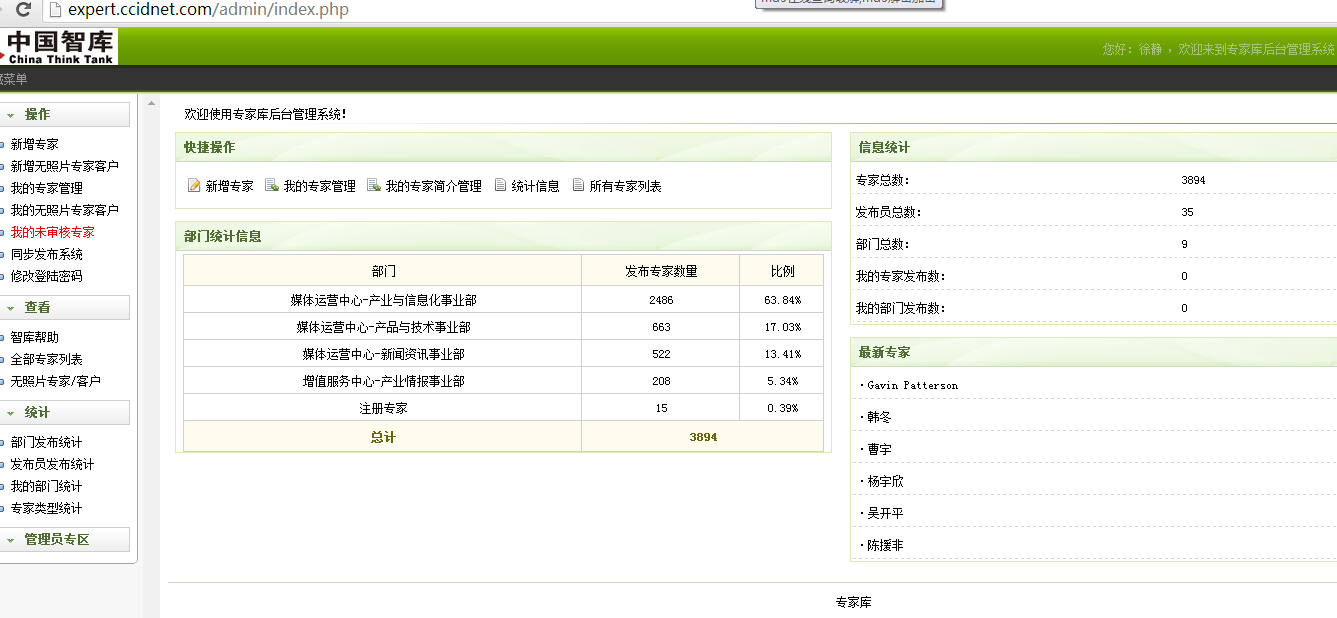 expert.ccidnet.com/admin/index.php
中国智库
China Think Tank
您好：徐静，欢迎来到专家库后台管理系统
菜单
操作
新增专家
新增无照片专家客户
我的专家管理
我的无照片专家客户
我的未审核专家
同步发布系统
修改登陆密码
查看
智库帮助
全部专家列表
无照片专家/客户
统计
部门发布统计
发布员发布统计
我的部门统计
专家类型统计
管理员专区
欢迎使用专家库后台管理系统！
快捷操作
新增专家 我的专家管理 我的专家简介管理 统计信息 所有专家列表
部门统计信息
部门 发布专家数量 比例
媒体运营中心-产业与信息化事业部 2486 63.84%
媒体运营中心-产品与技术事业部 663 17.03%
媒体运营中心-新闻资讯事业部 522 13.41%
增值服务中心-产业情报事业部 208 5.34%
注册专家 15 0.39%
总计 3894
信息统计
专家总数： 3894
发布员总数： 35
部门总数： 9
我的专家发布数： 0
我的部门发布数： 0
最新专家
·Gavin Patterson
·韩冬
·曹宇
·杨宇欣
·吴开平
·陈援非
专家库